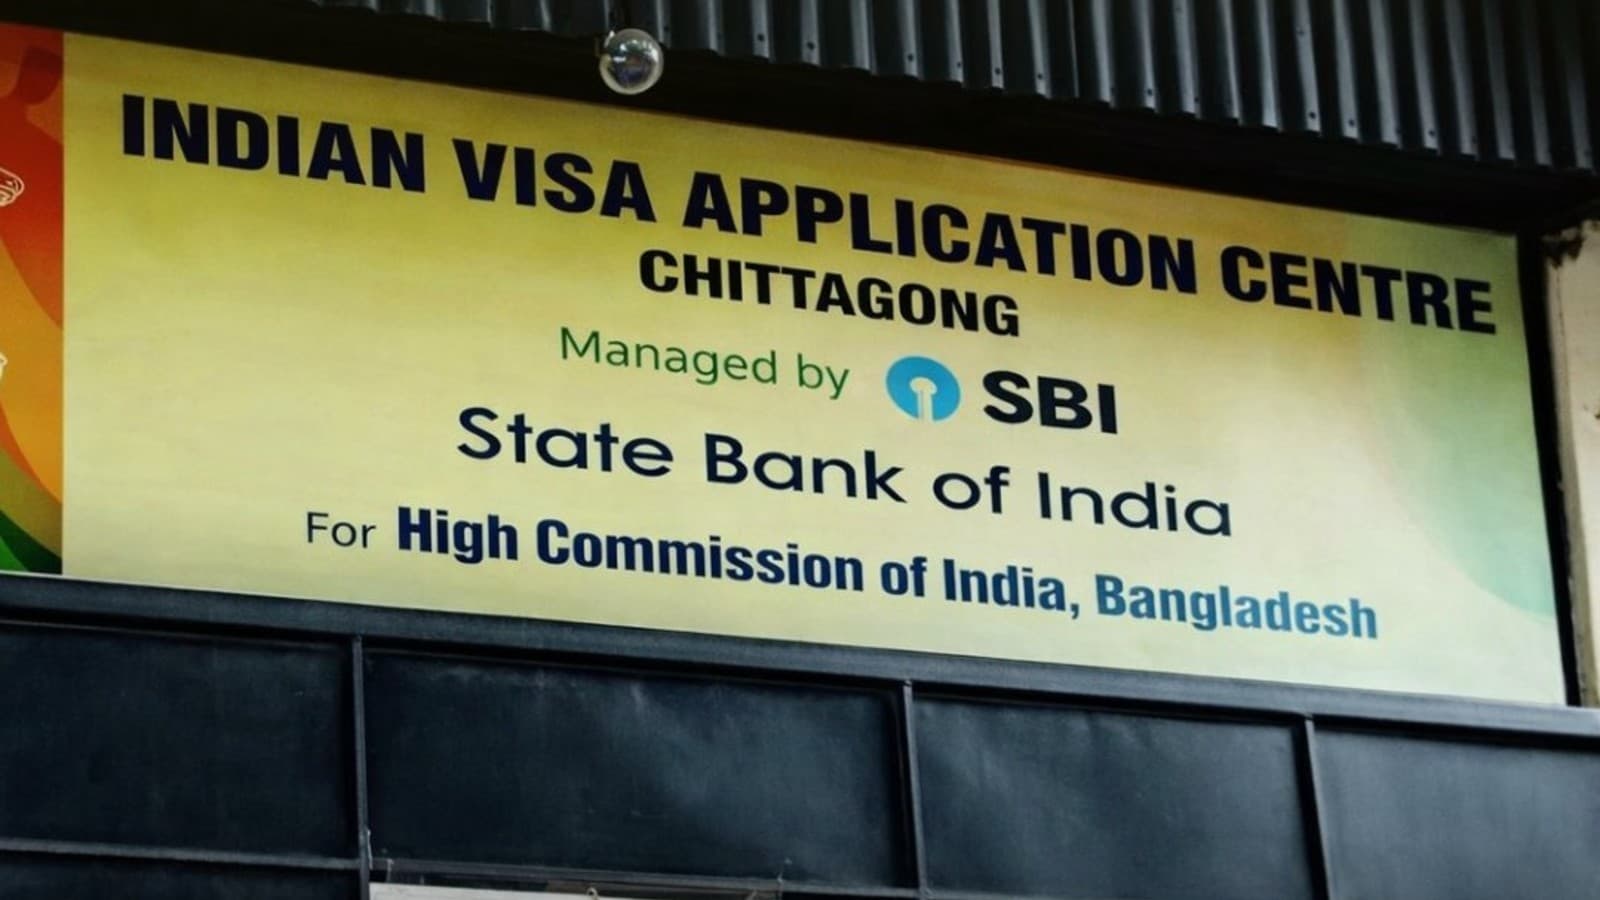 INDIAN VISA APPLICATION CENTRE
CHITTAGONG
Managed by SBI
State Bank of India
For High Commission of India, Bangladesh